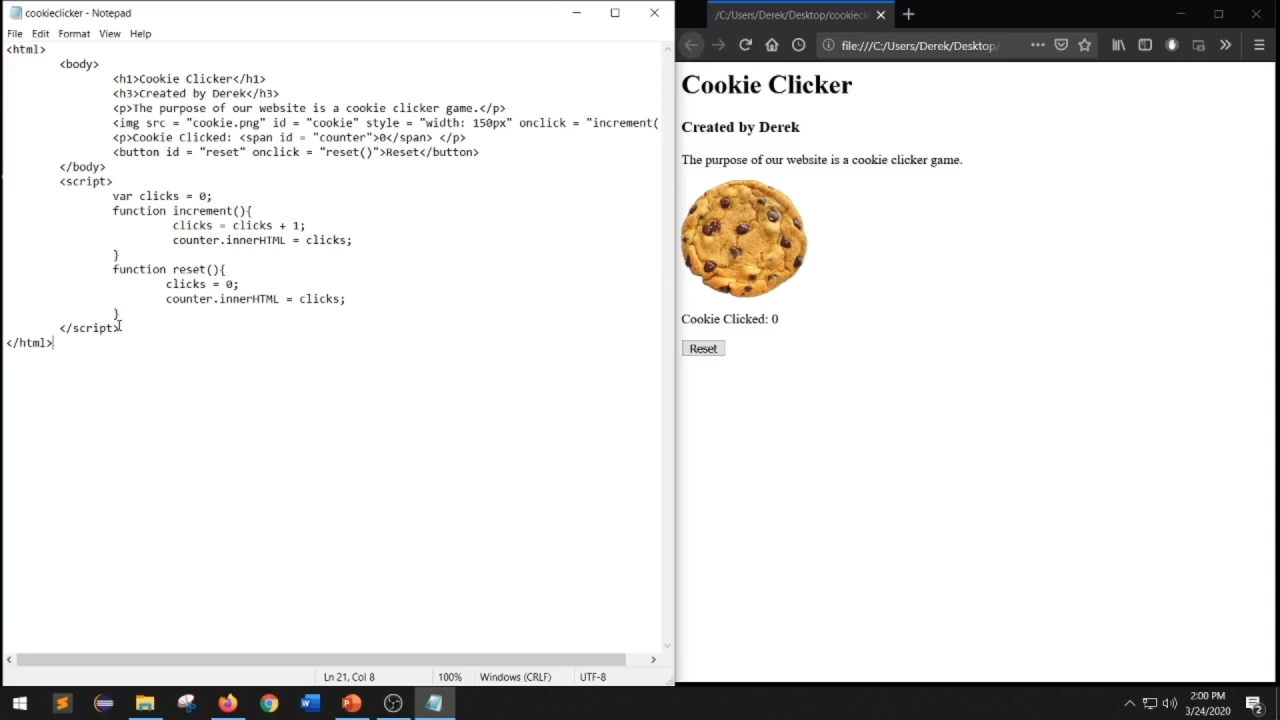 cookieclicker - Notepad
File Edit Format View Help
<html>
<body>
<h1>Cookie Clicker</h1>
<h3>Created by Derek</h3>
<p>The purpose of our website is a cookie clicker game.</p>
<img src = "cookie.png" id = "cookie" style = "width: 150px" onclick = "increment(
<p>Cookie Clicked: <span id = "counter">0</span> </p>
<button id = "reset" onclick = "reset()">Reset</button>
</body>
<script>
var clicks = 0;
function increment(){
clicks = clicks + 1;
counter.innerHTML = clicks;
}
function reset(){
clicks = 0;
counter.innerHTML = clicks;
}
</script>
</html>
Ln 21, Col 8 100% Windows (CRLF) UTF-8
/C:/Users/Derek/Desktop/cookiecl
file:///C:/Users/Derek/Desktop/
Cookie Clicker
Created by Derek
The purpose of our website is a cookie clicker game.
Cookie Clicked: 0
Reset
2:00 PM
3/24/2020
2